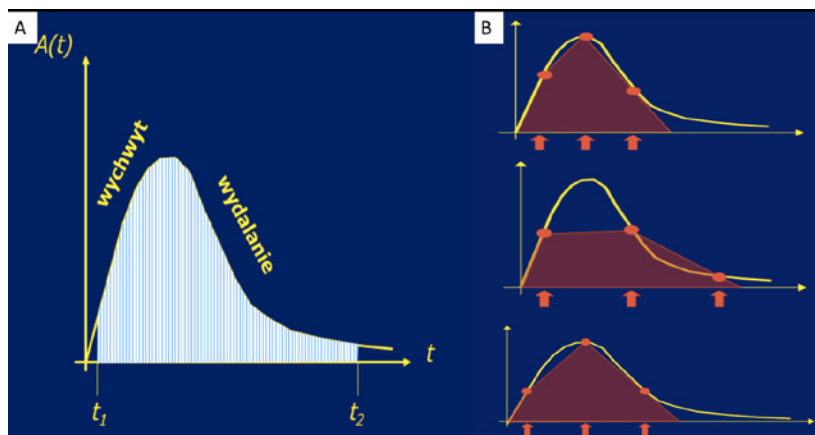 A
A(t)
wychwyt
wydalanie
t
t₁
t₂
B